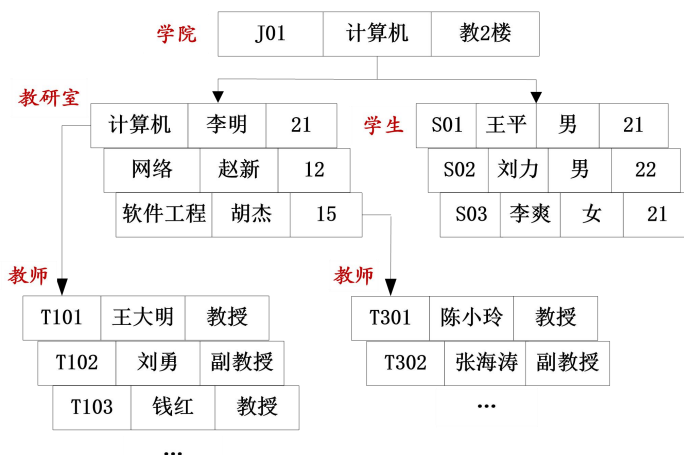 学院 J01 计算机 教2楼
教研室
计算机 李明 21
学生 S01 王平 男 21
网络 赵新 12
S02 刘力 男 22
软件工程 胡杰 15
S03 李爽 女 21
教师
T101 王大明 教授
T102 刘勇 副教授
T103 钱红 教授
...
教师
T301 陈小玲 教授
T302 张海涛 副教授
...